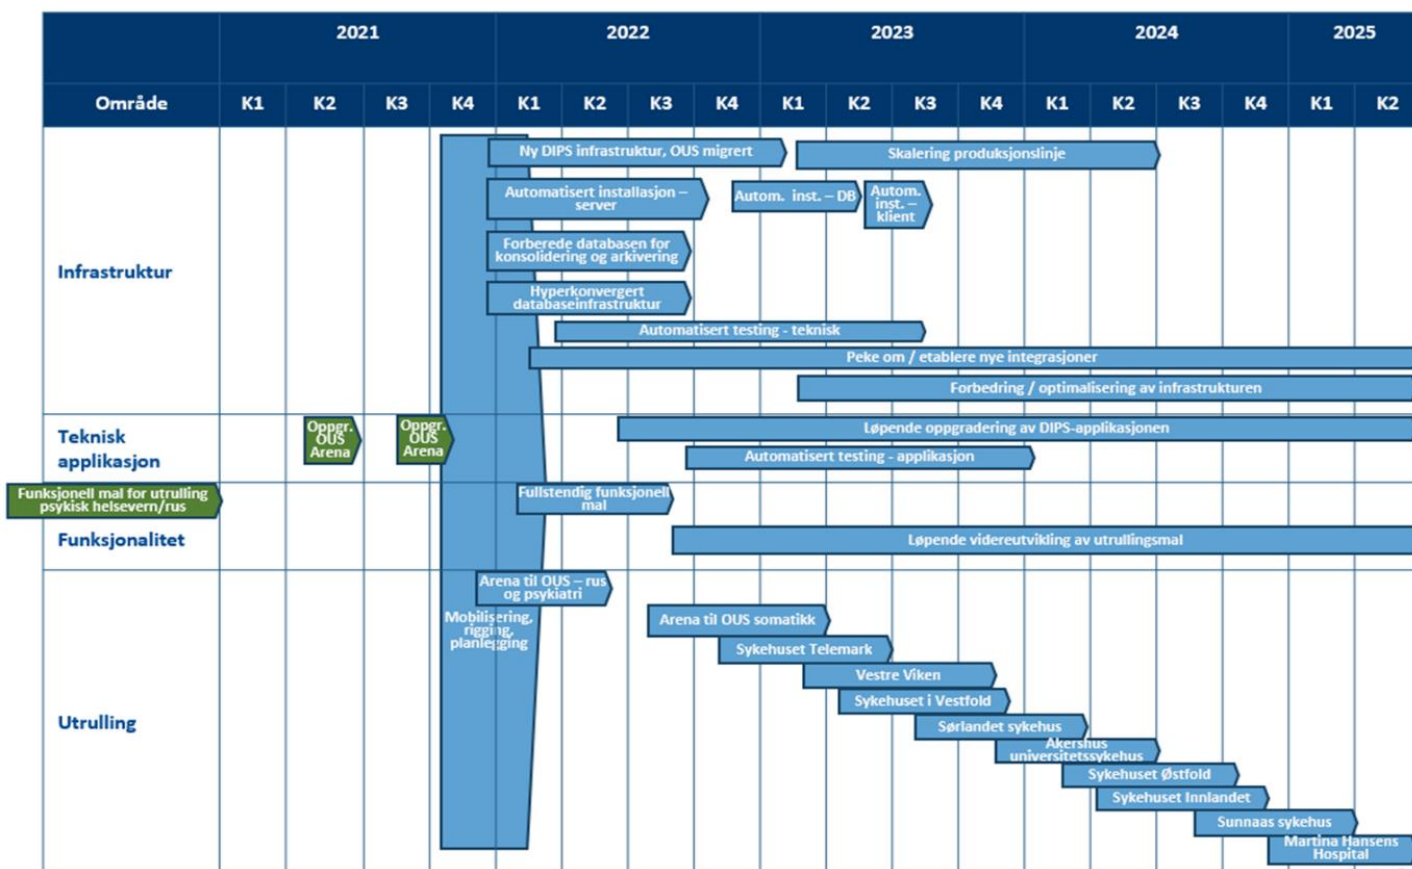 2021 2022 2023 2024 2025
Område K1 K2 K3 K4 K1 K2 K3 K4 K1 K2 K3 K4 K1 K2 K3 K4 K1 K2
Infrastruktur
Ny DIPS infrastruktur, OUS migrert
Skalering produksjonslinje
Automatisert installasjon –
server
Autom. inst. – DB
Autom.
inst. –
klient
Forberede databasen for
konsolidering og arkivering
Hyperkonvergert
databaseinfrastruktur
Automatisert testing - teknisk
Peke om / etablere nye integrasjoner
Forbedring / optimalisering av infrastrukturen
Teknisk
applikasjon
Oppgr.
OUS
Arena
Oppgr.
OUS
Arena
Løpende oppgradering av DIPS-applikasjonen
Automatisert testing - applikasjon
Funksjonell mal for utrulling
psykisk helsevern/rus
Funksjonalitet
Fullstendig funksjonell
mal
Løpende videreutvikling av utrullingsmal
Utrulling
Arena til OUS – rus
og psykiatri
Mobilisering,
rigging,
planlegging
Arena til OUS somatikk
Sykehuset Telemark
Vestre Viken
Sykehuset i Vestfold
Sørlandet sykehus
Akershus
universitetssykehus
Sykehuset Østfold
Sykehuset Innlandet
Sunnaas sykehus
Martina Hansens
Hospital